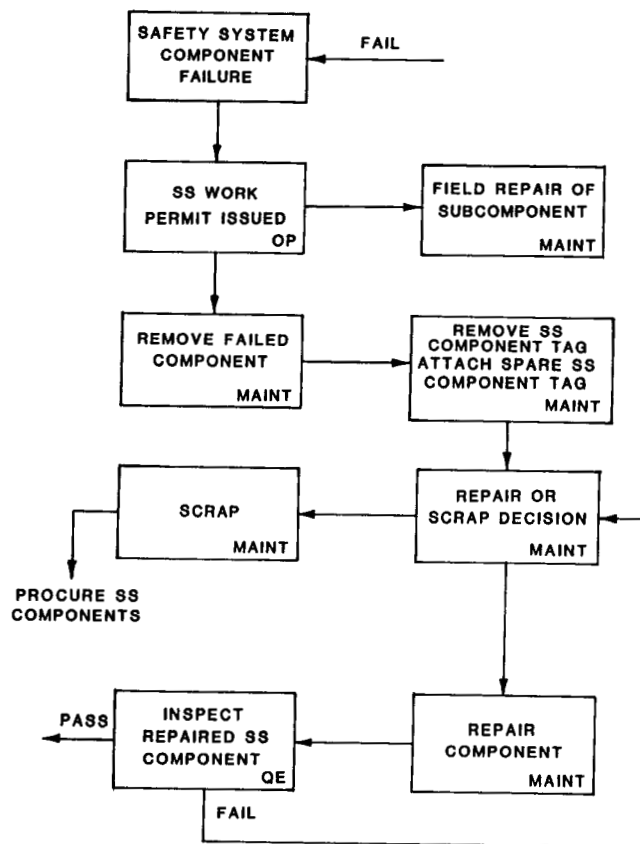 SAFETY SYSTEM
COMPONENT
FAILURE
FAIL
SS WORK
PERMIT ISSUED
OP
FIELD REPAIR OF
SUBCOMPONENT
MAINT
REMOVE FAILED
COMPONENT
MAINT
REMOVE SS
COMPONENT TAG
ATTACH SPARE SS
COMPONENT TAG
MAINT
SCRAP
MAINT
REPAIR OR
SCRAP DECISION
MAINT
PROCURE SS
COMPONENTS
PASS
INSPECT
REPAIRED SS
COMPONENT
QE
REPAIR
COMPONENT
MAINT
FAIL